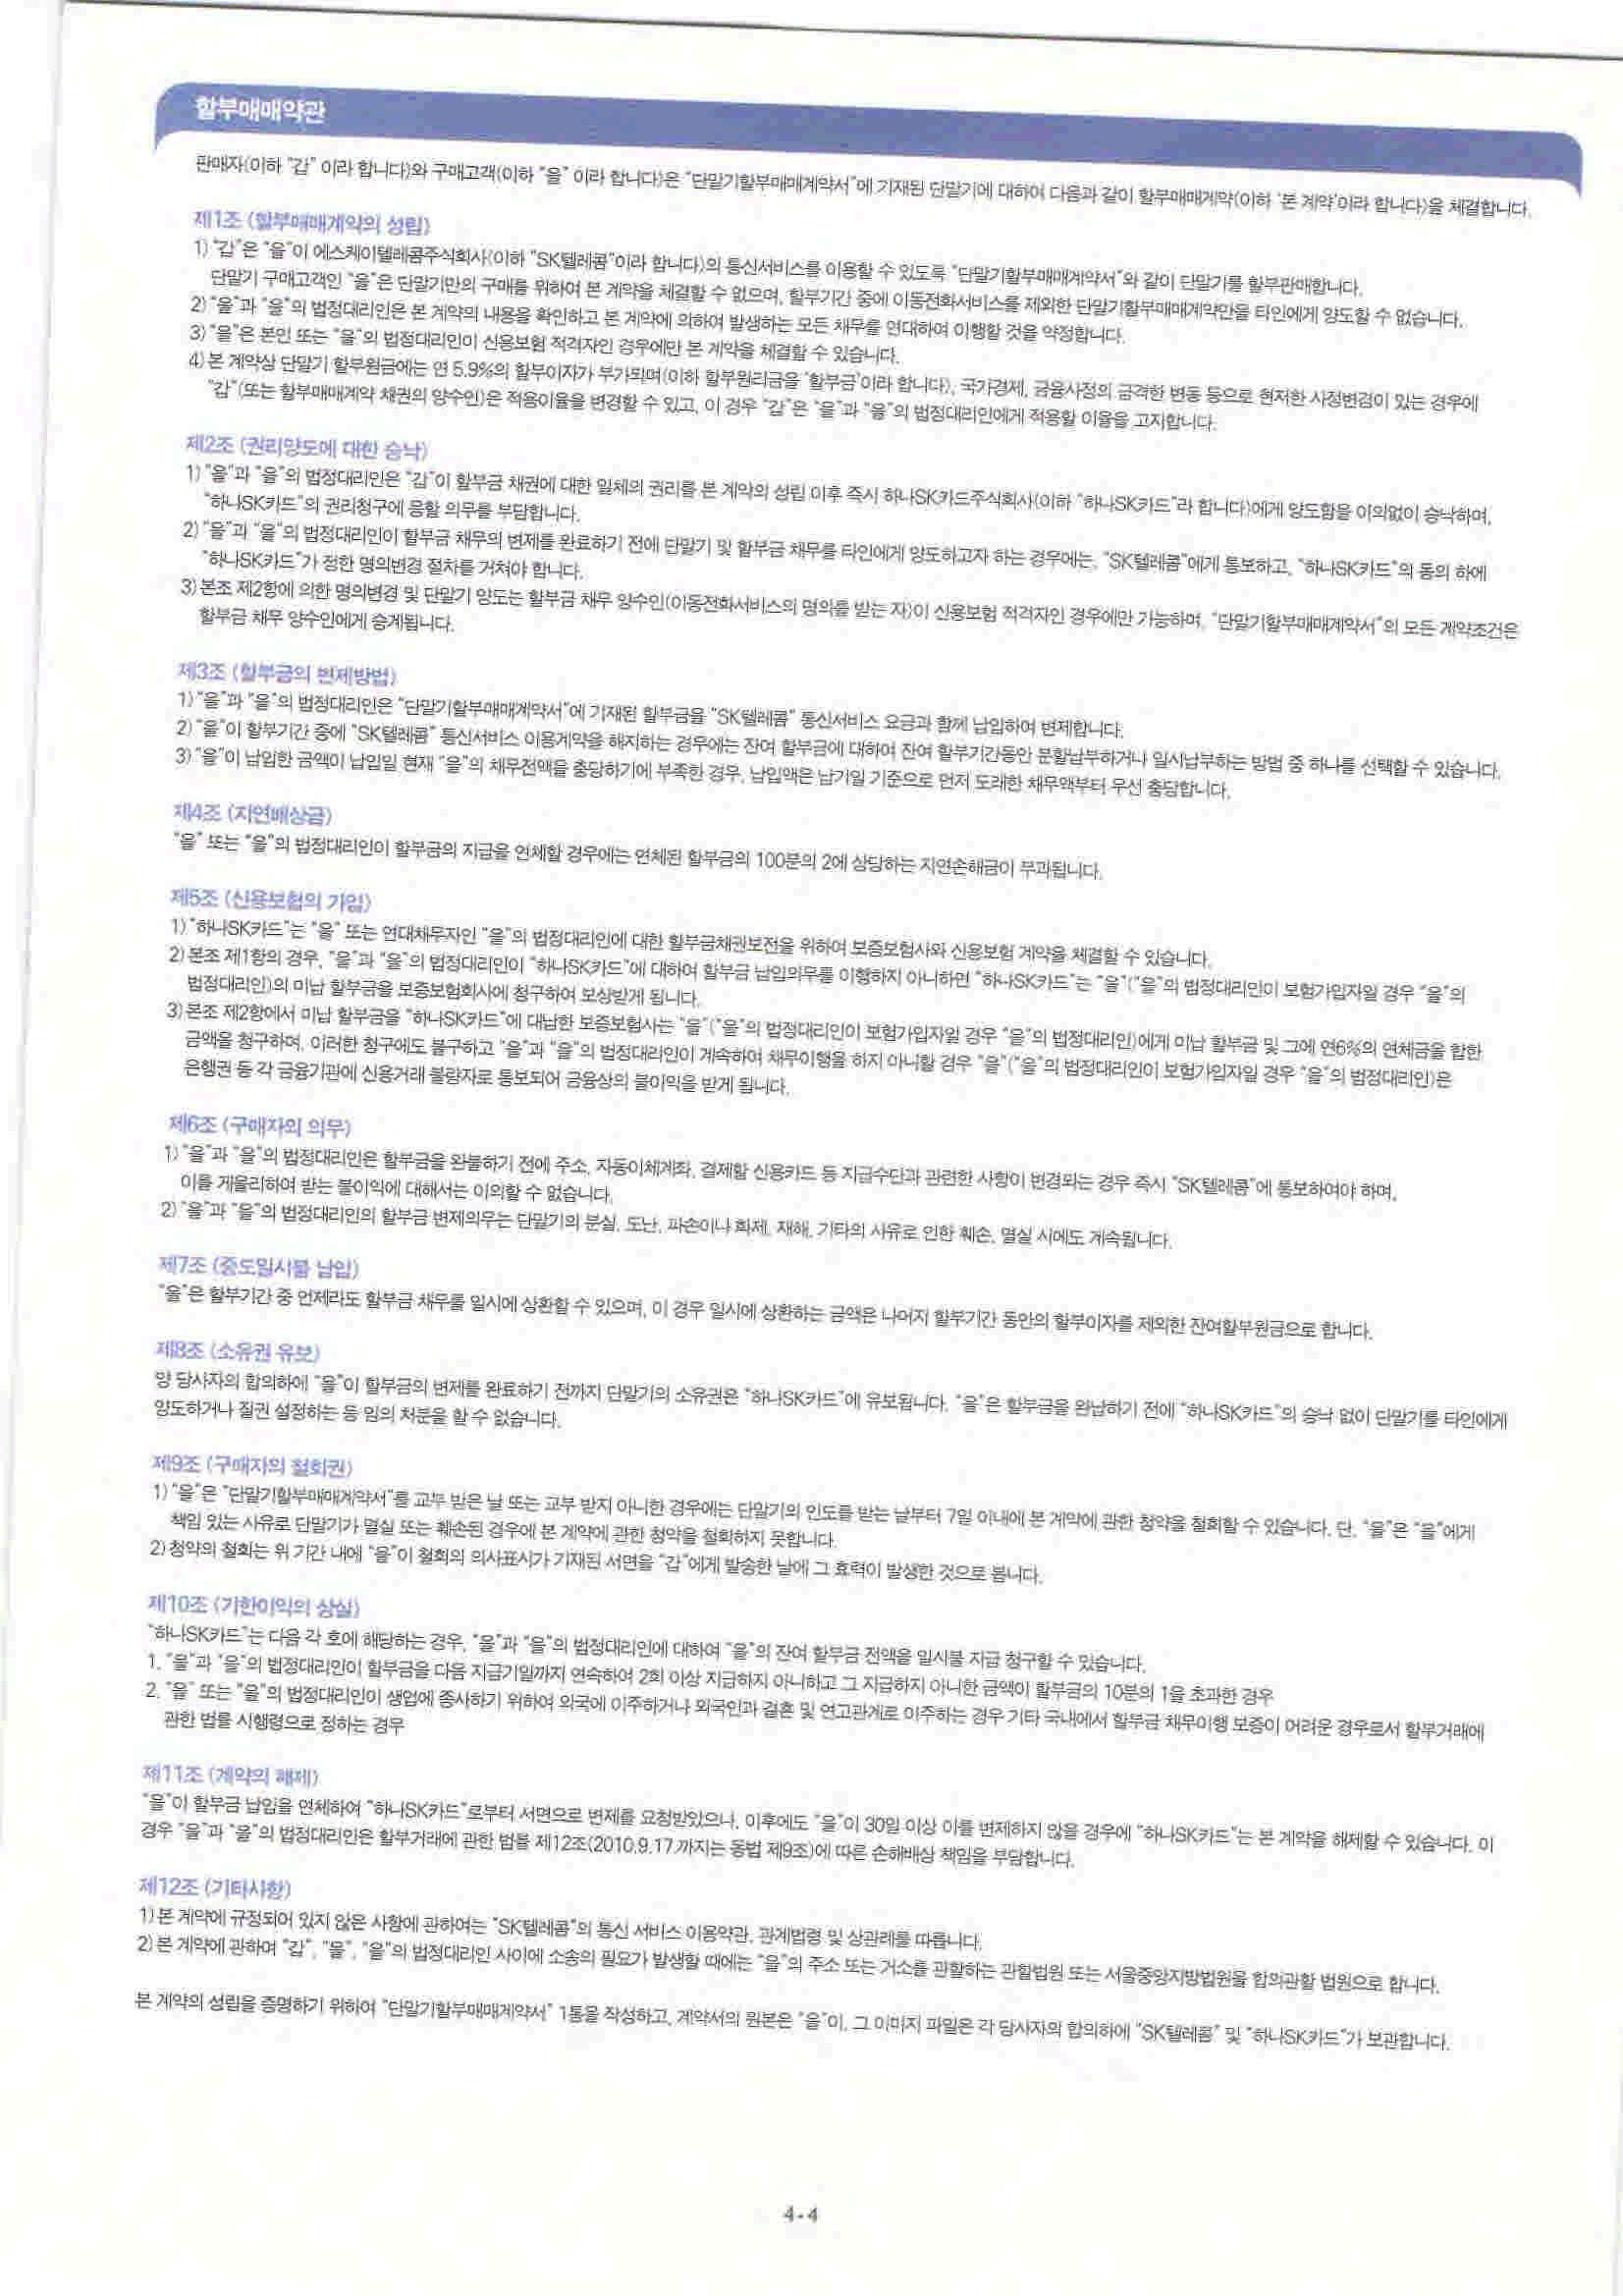 할부매매약관
판매자(이하 "갑" 이라 합니다)와 구매고객(이하 "을" 이라 합니다)은 "단말기할부매매계약서"에 기재된 단말기에 대하여 다음과 같이 할부매매계약(이하 '본 계약'이라 합니다)을 체결합니다.
제1조 (할부매매계약의 성립)
1) "갑"은 "을"이 에스케이텔레콤주식회사(이하 "SK텔레콤"이라 합니다)의 통신서비스를 이용할 수 있도록 "단말기할부매매계약서"와 같이 단말기를 할부판매합니다.
단말기 구매고객인 "을"은 단말기만의 구매를 위하여 본 계약을 체결할 수 없으며, 할부기간 중에 이동전화서비스를 제외한 단말기할부매매계약만을 타인에게 양도할 수 없습니다.
2) "을"과 "을"의 법정대리인은 본 계약의 내용을 확인하고 본 계약에 의하여 발생하는 모든 채무를 연대하여 이행할 것을 약정합니다.
3) "을"은 본인 또는 "을"의 법정대리인이 신용보험 적격자인 경우에만 본 계약을 체결할 수 있습니다.
4) 본 계약상 단말기 할부원금에는 연 5.9%의 할부이자가 부가되며(이하 할부원리금을 '할부금'이라 합니다), 국가경제, 금융사정의 급격한 변동 등으로 현저한 사정변경이 있는 경우에
"갑"(또는 할부매매계약 채권의 양수인)은 적용이율을 변경할 수 있고, 이 경우 "갑"은 "을"과 "을"의 법정대리인에게 적용할 이율을 고지합니다.
제2조 (권리양도에 대한 승낙)
1) "을"과 "을"의 법정대리인은 "갑"이 할부금 채권에 대한 일체의 권리를 본 계약의 성립 이후 즉시 하나SK카드주식회사(이하 "하나SK카드"라 합니다)에게 양도함을 이의없이 승낙하며,
"하나SK카드"의 권리청구에 응할 의무를 부담합니다.
2) "을"과 "을"의 법정대리인이 할부금 채무의 변제를 완료하기 전에 단말기 및 할부금 채무를 타인에게 양도하고자 하는 경우에는, "SK텔레콤"에게 통보하고, "하나SK카드"의 동의 하에
"하나SK카드"가 정한 명의변경 절차를 거쳐야 합니다.
3) 본조 제2항에 의한 명의변경 및 단말기 양도는 할부금 채무 양수인(이동전화서비스의 명의를 받는 자)이 신용보험 적격자인 경우에만 가능하며, "단말기할부매매계약서"의 모든 계약조건은
할부금 채무 양수인에게 승계됩니다.
제3조 (할부금의 변제방법)
1) "을"과 "을"의 법정대리인은 "단말기할부매매계약서"에 기재된 할부금을 "SK텔레콤" 통신서비스 요금과 함께 납입하여 변제합니다.
2) "을"이 할부기간 중에 "SK텔레콤" 통신서비스 이용계약을 해지하는 경우에는 잔여 할부금에 대하여 잔여 할부기간동안 분할납부하거나 일시납부하는 방법 중 하나를 선택할 수 있습니다.
3) "을"이 납입한 금액이 납입일 현재 "을"의 채무전액을 충당하기에 부족한 경우, 납입액은 납기일 기준으로 먼저 도래한 채무액부터 우선 충당합니다.
제4조 (지연배상금)
"을" 또는 "을"의 법정대리인이 할부금의 지급을 연체할 경우에는 연체된 할부금의 100분의 2에 상당하는 지연손해금이 부과됩니다.
제5조 (신용보험의 가입)
1) "하나SK카드"는 "을" 또는 연대채무자인 "을"의 법정대리인에 대한 할부금채권보전을 위하여 보증보험사와 신용보험 계약을 체결할 수 있습니다.
2) 본조 제1항의 경우, "을"과 "을"의 법정대리인이 "하나SK카드"에 대하여 할부금 납입의무를 이행하지 아니하면 "하나SK카드"는 "을"("을"의 법정대리인이 보험가입자일 경우 "을"의
법정대리인)의 미납 할부금을 보증보험회사에 청구하여 보상받게 됩니다.
3) 본조 제2항에서 미납 할부금을 "하나SK카드"에 대납한 보증보험사는 "을"("을"의 법정대리인이 보험가입자일 경우 "을"의 법정대리인)에게 미납 할부금 및 그에 연6%의 연체금을 합한
금액을 청구하며, 이러한 청구에도 불구하고 "을"과 "을"의 법정대리인이 계속하여 채무이행을 하지 아니할 경우 "을"("을"의 법정대리인이 보험가입자일 경우 "을"의 법정대리인)은
은행권 등 각 금융기관에 신용거래 불량자로 통보되어 금융상의 불이익을 받게 됩니다.
제6조 (구매자의 의무)
1) "을"과 "을"의 법정대리인은 할부금을 완불하기 전에 주소, 자동이체계좌, 결제할 신용카드 등 지급수단과 관련한 사항이 변경되는 경우 즉시 "SK텔레콤"에 통보하여야 하며,
이를 게을리하여 받는 불이익에 대해서는 이의할 수 없습니다.
2) "을"과 "을"의 법정대리인의 할부금 변제의무는 단말기의 분실, 도난, 파손이나 화제, 재해, 기타의 사유로 인한 훼손, 멸실 시에도 계속됩니다.
제7조 (중도일시불 납입)
"을"은 할부기간 중 언제라도 할부금 채무를 일시에 상환할 수 있으며, 이 경우 일시에 상환하는 금액은 나머지 할부기간 동안의 할부이자를 제외한 잔여할부원금으로 합니다.
제8조 (소유권 유보)
양 당사자의 합의하에 "을"이 할부금의 변제를 완료하기 전까지 단말기의 소유권은 "하나SK카드"에 유보됩니다. "을"은 할부금을 완납하기 전에 "하나SK카드"의 승낙 없이 단말기를 타인에게
양도하거나 질권 설정하는 등 임의 처분을 할 수 없습니다.
제9조 (구매자의 철회권)
1) "을"은 "단말기할부매매계약서"를 교부 받은 날 또는 교부 받지 아니한 경우에는 단말기의 인도를 받는 날부터 7일 이내에 본 계약에 관한 청약을 철회할 수 있습니다. 단, "을"은 "을"에게
책임 있는 사유로 단말기가 멸실 또는 훼손된 경우에 본 계약에 관한 청약을 철회하지 못합니다.
2) 청약의 철회는 위 기간 내에 "을"이 철회의 의사표시가 기재된 서면을 "갑"에게 발송한 날에 그 효력이 발생한 것으로 봅니다.
제10조 (기한이익의 상실)
"하나SK카드"는 다음 각 호에 해당하는 경우, "을"과 "을"의 법정대리인에 대하여 "을"의 잔여 할부금 전액을 일시불 지급 청구할 수 있습니다.
1. "을"과 "을"의 법정대리인이 할부금을 다음 지급기일까지 연속하여 2회 이상 지급하지 아니하고 그 지급하지 아니한 금액이 할부금의 10분의 1을 초과한 경우
2. "을" 또는 "을"의 법정대리인이 생업에 종사하기 위하여 외국에 이주하거나 외국인과 결혼 및 연고관계로 이주하는 경우 기타 국내에서 할부금 채무이행 보증이 어려운 경우로서 할부거래에
관한 법률 시행령으로 정하는 경우
제11조 (계약의 해제)
"을"이 할부금 납입을 연체하여 "하나SK카드"로부터 서면으로 변제를 요청받았으나, 이후에도 "을"이 30일 이상 이를 변제하지 않을 경우에 "하나SK카드"는 본 계약을 해제할 수 있습니다. 이
경우 "을"과 "을"의 법정대리인은 할부거래에 관한 법률 제12조(2010.9.17.까지는 동법 제9조)에 따른 손해배상 책임을 부담합니다.
제12조 (기타사항)
1) 본 계약에 규정되어 있지 않은 사항에 관하여는 "SK텔레콤"의 통신 서비스 이용약관, 관계법령 및 상관례를 따릅니다.
2) 본 계약에 관하여 "갑", "을", "을"의 법정대리인 사이에 소송의 필요가 발생할 때에는 "을"의 주소 또는 거소를 관할하는 관할법원 또는 서울중앙지방법원을 합의관할 법원으로 합니다.
본 계약의 성립을 증명하기 위하여 "단말기할부매매계약서" 1통을 작성하고, 계약서의 원본은 "을"이, 그 이미지 파일은 각 당사자의 합의하에 "SK텔레콤" 및 "하나SK카드"가 보관합니다.
4-4